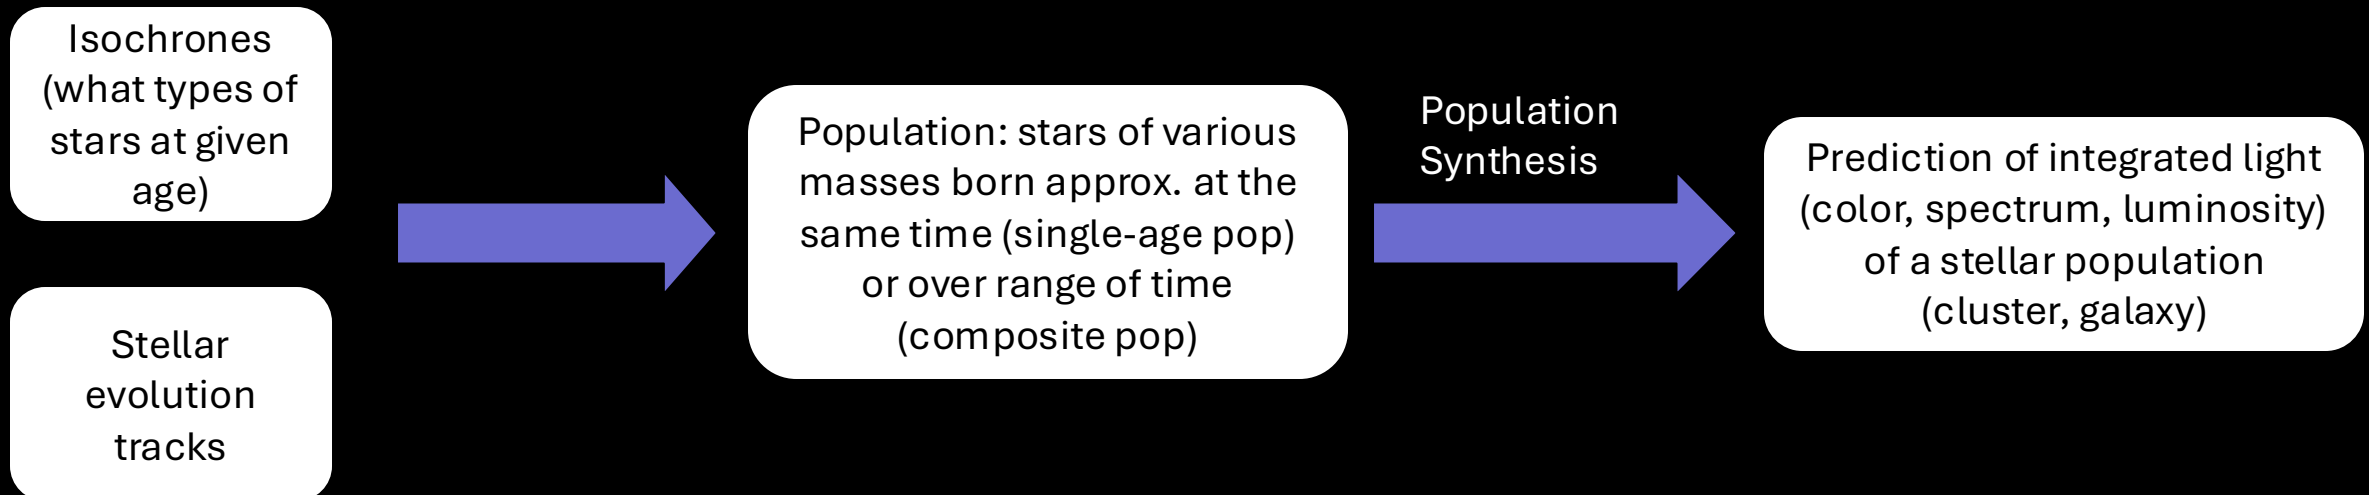 Isochrones
(what types of
stars at given
age)
Stellar
evolution
tracks
Population: stars of various
masses born approx. at the
same time (single-age pop)
or over range of time
(composite pop)
Population
Synthesis
Prediction of integrated light
(color, spectrum, luminosity)
of a stellar population
(cluster, galaxy)